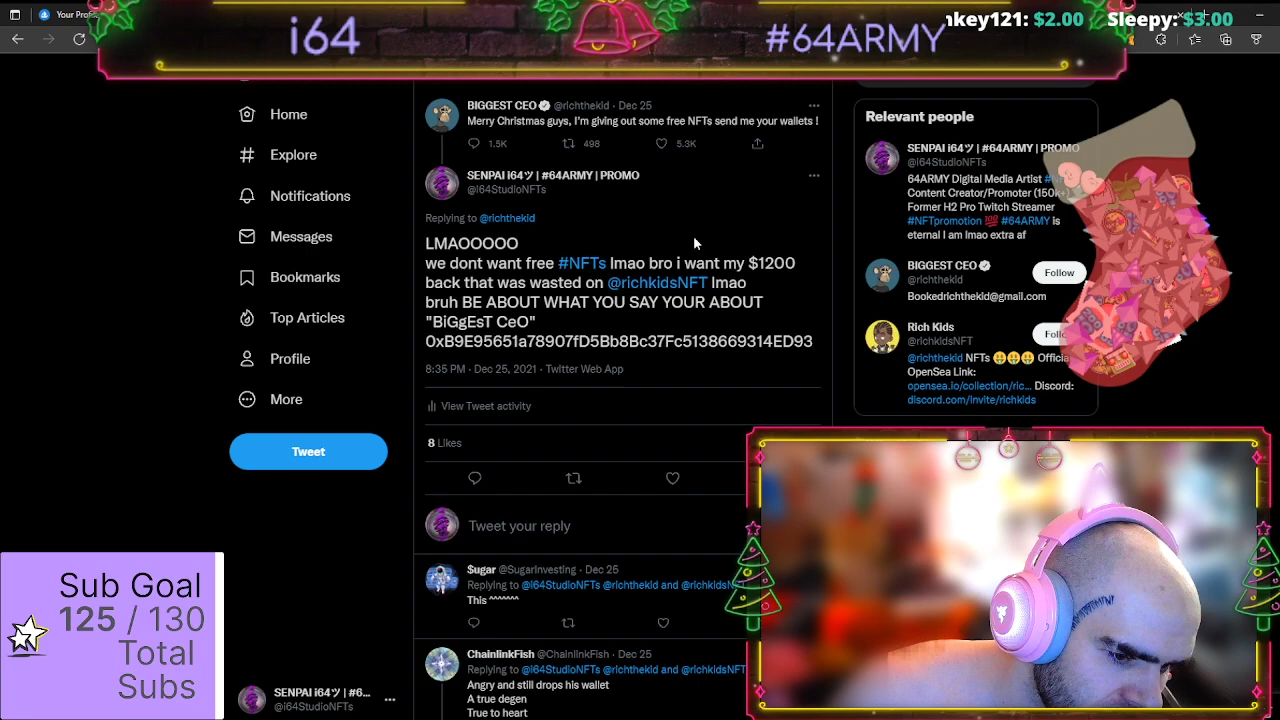 Your Profi
i64
#64ARMY
nkey121: $2.00 Sleepy: $3.00
Home
Explore
Notifications
Messages
Bookmarks
Top Articles
Profile
More
Tweet
BIGGEST CEO @richthekid · Dec 25
Merry Christmas guys, I'm giving out some free NFTs send me your wallets !
1.5K 498 5.3K
SENPAI i64ツ | #64ARMY | PROMO
@i64StudioNFTs
Replying to @richthekid
LMAOOOOO
we dont want free #NFTs lmao bro i want my $1200
back that was wasted on @richkidsNFT lmao
bruh BE ABOUT WHAT YOU SAY YOUR ABOUT
"BiGgEsT CeO"
0xB9E95651a78907fD5Bb8Bc37Fc5138669314ED93
8:35 PM · Dec 25, 2021 · Twitter Web App
View Tweet activity
8 Likes
Tweet your reply
$ugar @SugarInvesting · Dec 25
Replying to @i64StudioNFTs @richthekid and @richkidsN
This ^^^^^^^
ChainlinkFish @ChainlinkFish · Dec 25
Replying to @i64StudioNFTs @richthekid and @richkidsNFT
Angry and still drops his wallet
A true degen
True to heart
Relevant people
SENPAI i64ツ | #64ARMY | PROMO
@i64StudioNFTs
64ARMY Digital Media Artist
Content Creator/Promoter (150k+)
Former H2 Pro Twitch Streamer
#NFTpromotion 💯 #64ARMY is
eternal I am lmao extra af
BIGGEST CEO
@richthekid
Follow
Bookedrichthekid@gmail.com
Rich Kids
@richkidsNFT
Follo
@richthekid NFTs 🤑🤑🤑 Officia
OpenSea Link:
opensea.io/collection/ric... Discord:
discord.com/invite/richkids
Sub Goal
125 / 130
Total
Subs
SENPAI i64ツ | #6...
@i64StudioNFTs